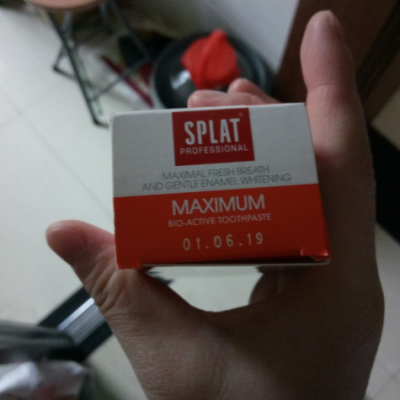 SPLAT
PROFESSIONAL
MAXIMAL FRESH BREATH
AND GENTLE ENAMEL WHITENING
MAXIMUM
BIO-ACTIVE TOOTHPASTE
01.06.19